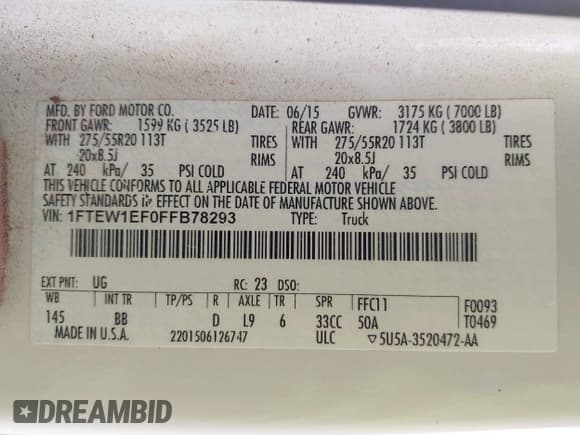 MFD. BY FORD MOTOR CO. DATE: 06/15 GVWR: 3175 KG ( 7000 LB)
FRONT GAWR: 1599 KG ( 3525 LB) REAR GAWR: 1724 KG ( 3800 LB)
WITH 275/55R20 113T TIRES WITH 275/55R20 113T TIRES
20x8.5J RIMS 20x8.5J RIMS
AT 240 kPa/ 35 PSI COLD AT 240 kPa/ 35 PSI COLD
THIS VEHICLE CONFORMS TO ALL APPLICABLE FEDERAL MOTOR VEHICLE
SAFETY STANDARDS IN EFFECT ON THE DATE OF MANUFACTURE SHOWN ABOVE.
VIN: 1FTEW1EF0FFB78293 TYPE: Truck
EXT PNT: UG RC: 23 DSO:
WB INT TR TP/PS R AXLE TR SPR FFC11 F0093
145 BB D L9 6 33CC 50A T0469
MADE IN U.S.A. 2201506126747 ULC ▽5U5A-3520472-AA
DREAMBID